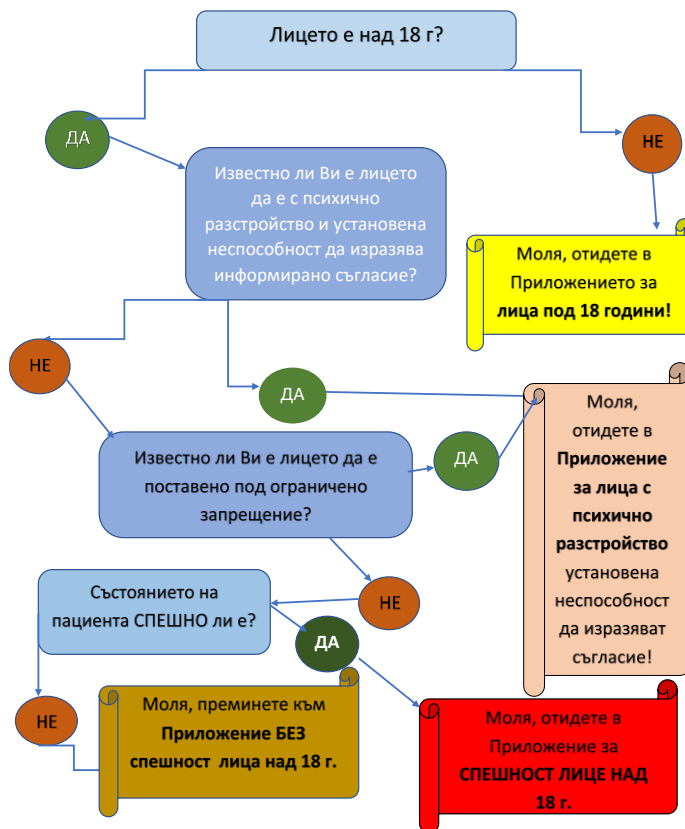 Лицето е над 18 г?
ДА
НЕ
Известно ли Ви е лицето
да е с психично
разстройство и установена
неспособност да изразява
информирано съгласие?
Моля, отидете в
Приложението за
лица под 18 години!
НЕ
ДА
Моля,
отидете в
Приложение
за лица с
психично
разстройство
установена
неспособност
да изразяват
съгласие!
Известно ли Ви е лицето да е
поставено под ограничено
запрещение?
ДА
НЕ
Състоянието на
пациента СПЕШНО ли е?
ДА
НЕ
Моля, преминете към
Приложение БЕЗ
спешност лица над 18 г.
Моля, отидете в
Приложение за
СПЕШНОСТ ЛИЦЕ НАД
18 г.